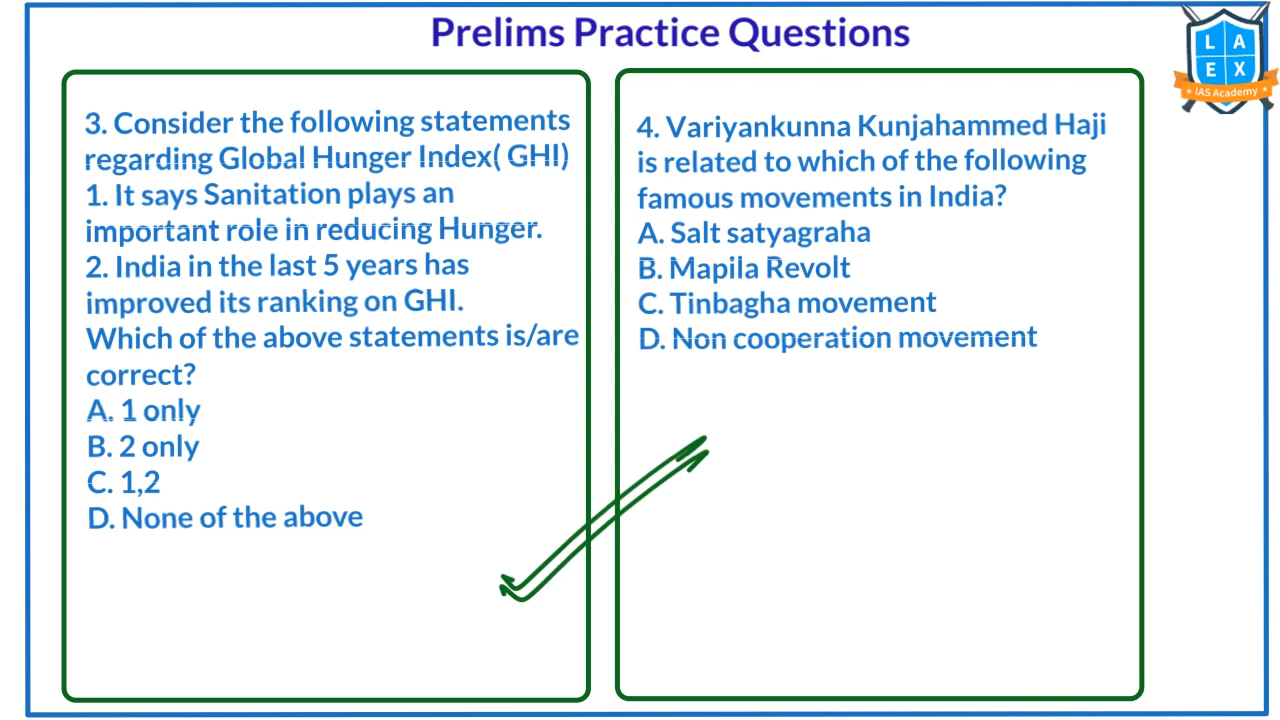 Prelims Practice Questions
L A
E X
IAS Academy
3. Consider the following statements
regarding Global Hunger Index( GHI)
1. It says Sanitation plays an
important role in reducing Hunger.
2. India in the last 5 years has
improved its ranking on GHI.
Which of the above statements is/are
correct?
A. 1 only
B. 2 only
C. 1,2
D. None of the above
4. Variyankunna Kunjahammed Haji
is related to which of the following
famous movements in India?
A. Salt satyagraha
B. Mapila Revolt
C. Tinbagha movement
D. Non cooperation movement